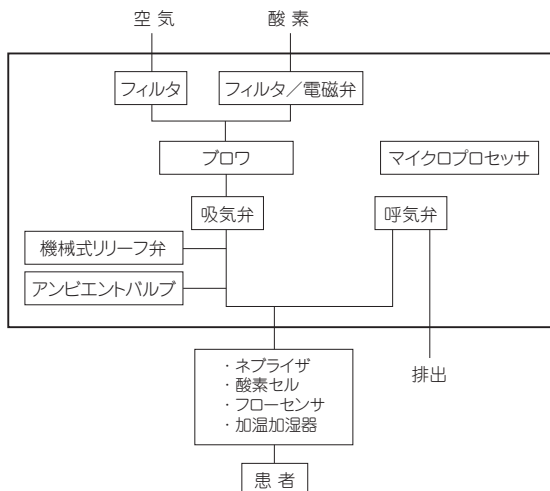 空気
酸素
フィルタ
フィルタ／電磁弁
ブロワ
マイクロプロセッサ
吸気弁
呼気弁
機械式リリーフ弁
アンビエントバルブ
・ネブライザ
・酸素セル
・フローセンサ
・加温加湿器
排出
患者